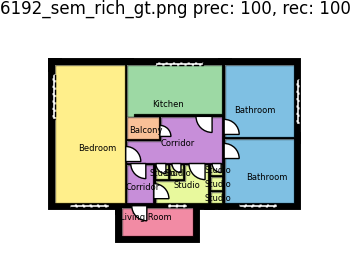 6192_sem_rich_gt.png prec: 100, rec: 100
Kitchen
Bathroom
Balcony
Corridor
Bedroom
Studio
Studio
Studio
Bathroom
Corridor
Studio
Studio
Studio
Living Room